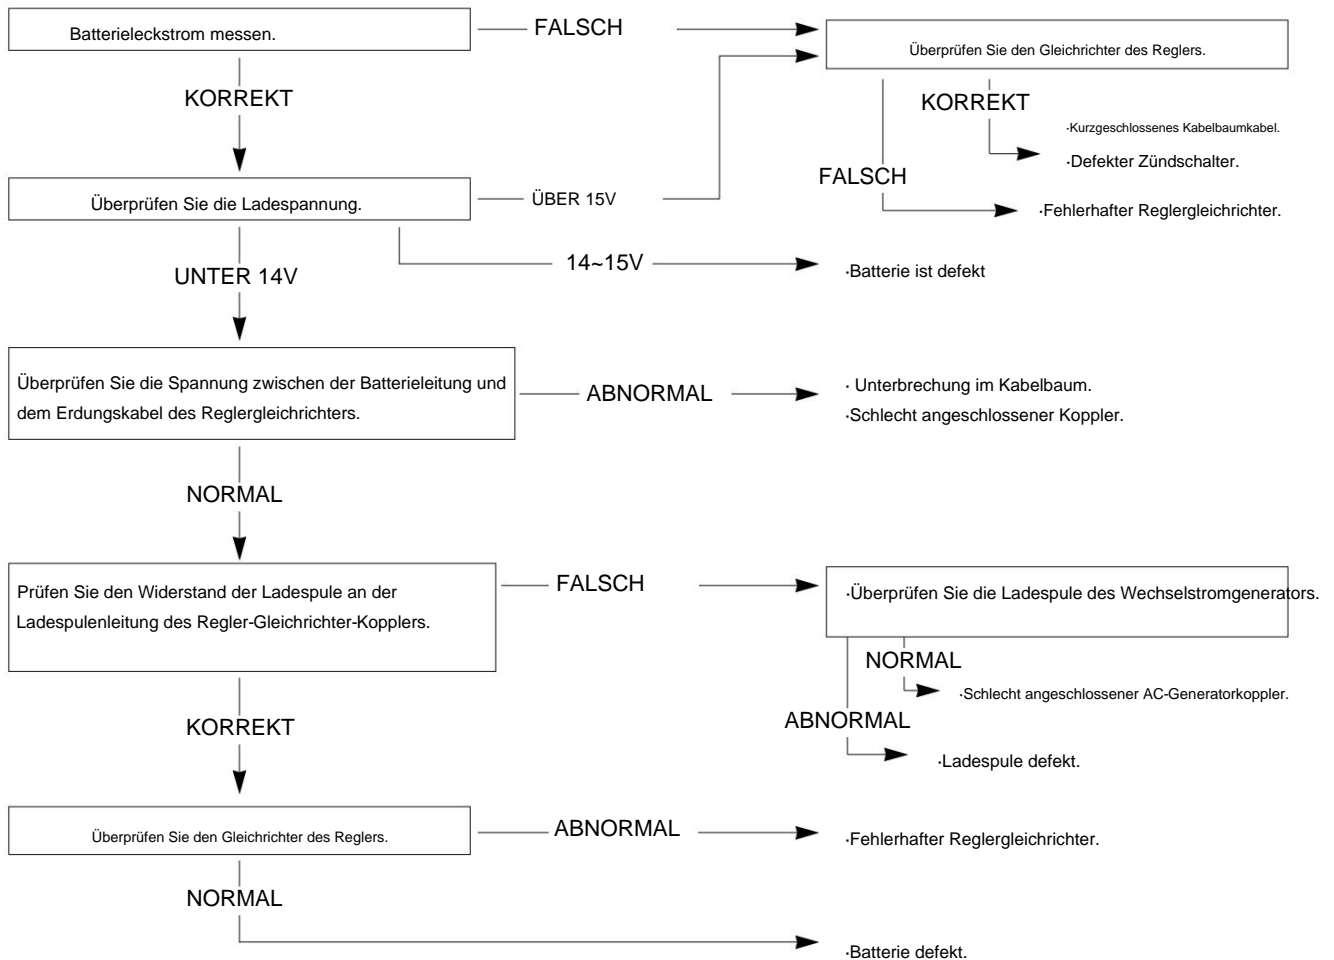 Batterieleckstrom messen.
FALSCH
Überprüfen Sie den Gleichrichter des Reglers.
KORREKT
KORREKT
·Kurzgeschlossenes Kabelbaumkabel.
·Defekter Zündschalter.
FALSCH
·Fehlerhafter Reglergleichrichter.
Überprüfen Sie die Ladespannung.
ÜBER 15V
14~15V
·Batterie ist defekt
UNTER 14V
Überprüfen Sie die Spannung zwischen der Batterieleitung und
dem Erdungskabel des Reglergleichrichters.
ABNORMAL
· Unterbrechung im Kabelbaum.
·Schlecht angeschlossener Koppler.
NORMAL
Prüfen Sie den Widerstand der Ladespule an der
Ladespulenleitung des Regler-Gleichrichter-Kopplers.
FALSCH
·Überprüfen Sie die Ladespule des Wechselstromgenerators.
NORMAL
·Schlecht angeschlossener AC-Generatorkoppler.
ABNORMAL
·Ladespule defekt.
KORREKT
Überprüfen Sie den Gleichrichter des Reglers.
ABNORMAL
·Fehlerhafter Reglergleichrichter.
NORMAL
·Batterie defekt.